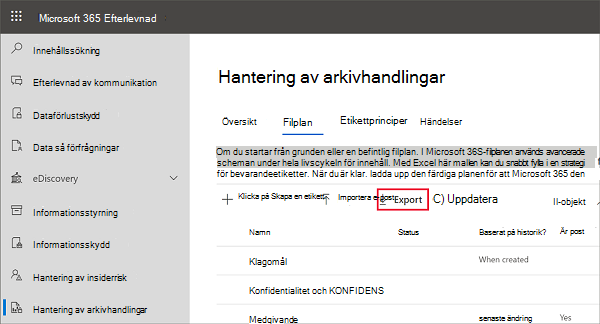 Microsoft 365 Efterlevnad
Innehållssökning
Efterlevnad av kommunikation
Dataförlustskydd
Data så förfrågningar
eDiscovery
Informationsstyrning
Informationsskydd
Hantering av insiderrisk
Hantering av arkivhandlingar
Hantering av arkivhandlingar
Översikt Filplan Etikettprinciper Händelser
Om du startar från grunden eller en befintlig filplan. I Microsoft 36S-filplanen används avancerade
scheman under hela livscykeln för innehåll. Med Excel här mallen kan du snabbt fylla i en strategi
för bevarandeetiketter. När du är klar. ladda upp den färdiga planen för att Microsoft 365 den
Klicka på Skapa en etikett Importera en post Export C) Uppdatera II-objekt
Namn Status Baserat på historik? Är post
Klagomål When created
Konfidentialitet och KONFIDENS
Medgivande senaste ändring Yes